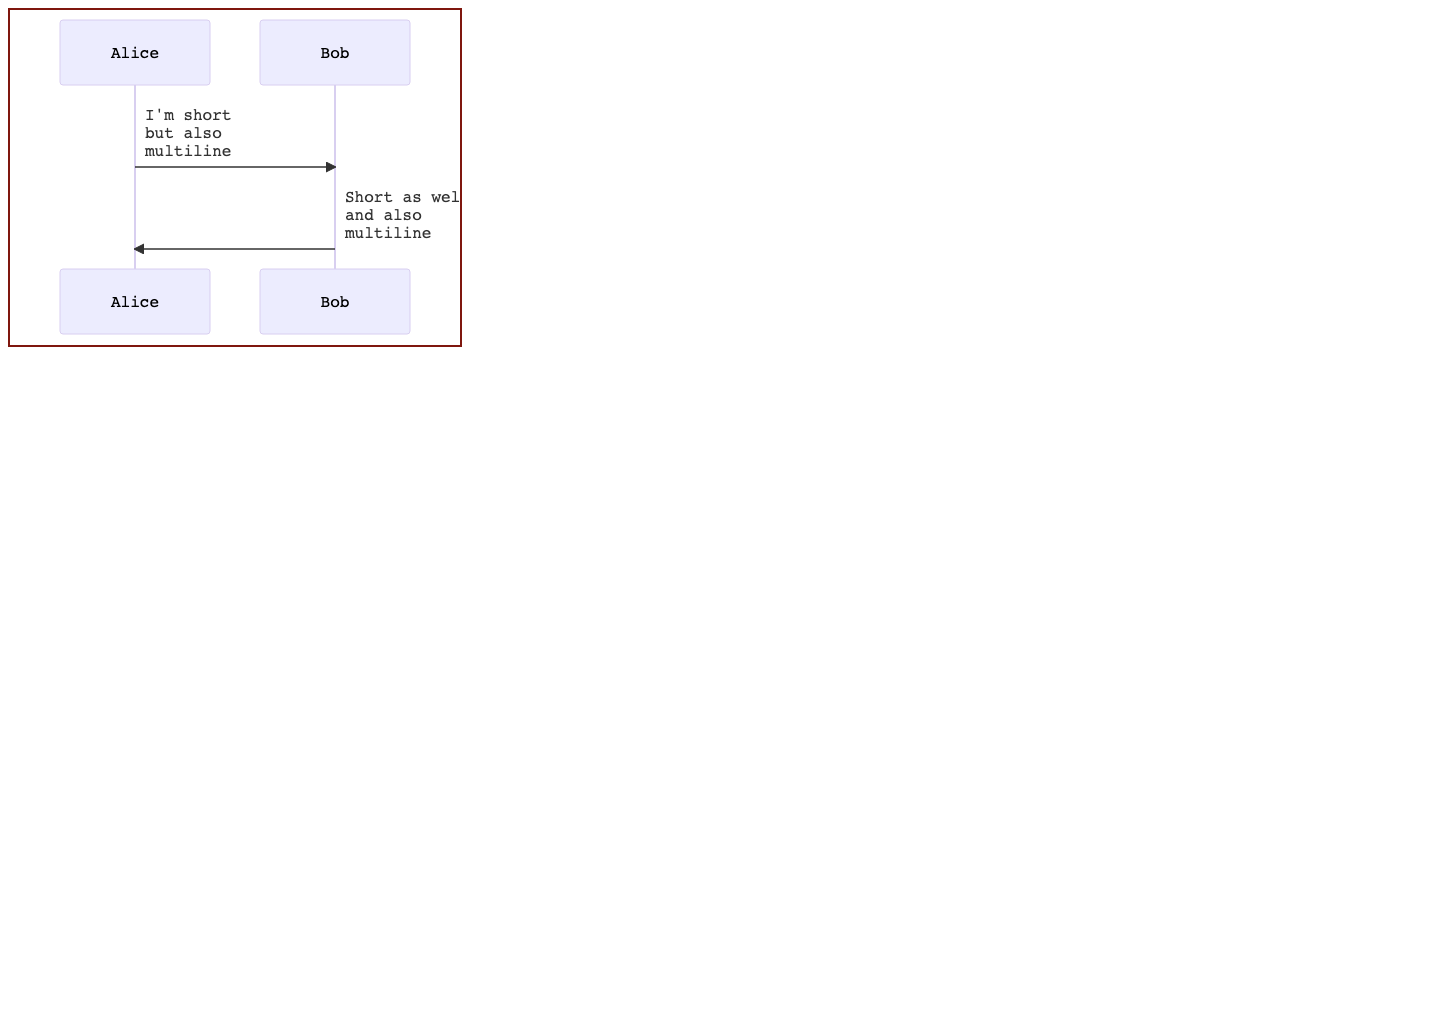 Alice
Bob
I'm short
but also
multiline
Short as wel
and also
multiline
Alice
Bob